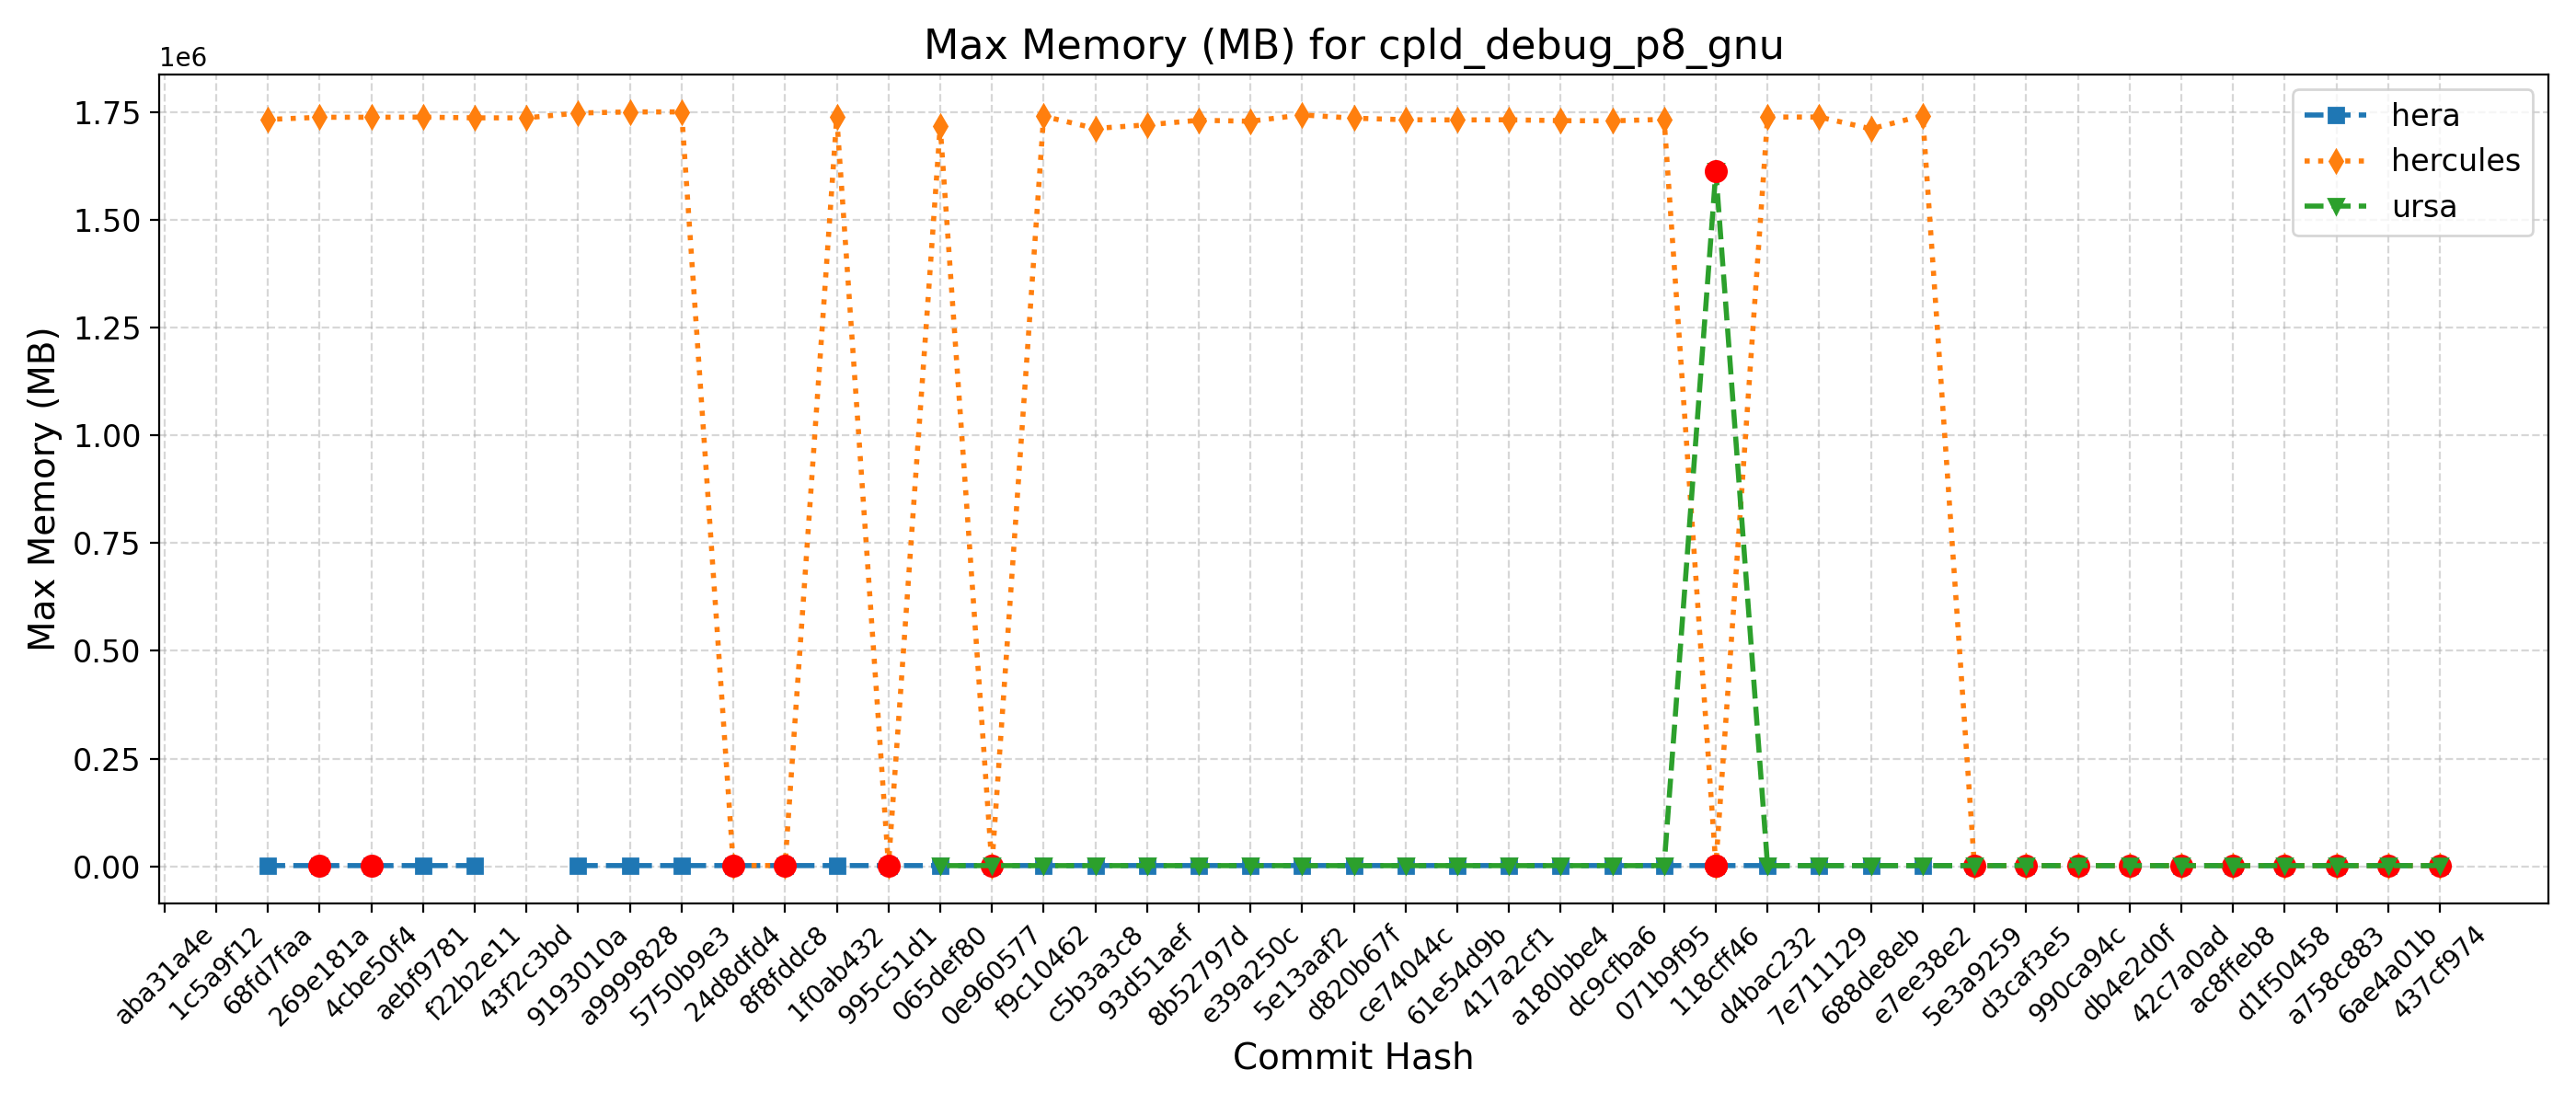 Max Memory (MB) for cpld_debug_p8_gnu
1e6
1.75
1.50
1.25
1.00
0.75
0.50
0.25
0.00
Max Memory (MB)
hera
hercules
ursa
aba31a4e
1c5a9f12
68fd7faa
269e181a
4cbe50f4
aebf9781
f22b2e11
43f2c3bd
9193010a
a9999828
5750b9e3
24d8dfd4
8f8fddc8
1f0ab432
995c51d1
065def80
0e960577
f9c10462
c5b3a3c8
93d51aef
8b52797d
e39a250c
5e13aaf2
d820b67f
ce74044c
61e54d9b
417a2cf1
a180bbe4
dc9cfba6
071b9f95
118cff46
d4bac232
7e711129
688de8eb
e7ee38e2
5e3a9259
d3caf3e5
990ca94c
db4e2d0f
42c7a0ad
ac8ffeb8
d1f50458
a758c883
6ae4a01b
437cf974
Commit Hash